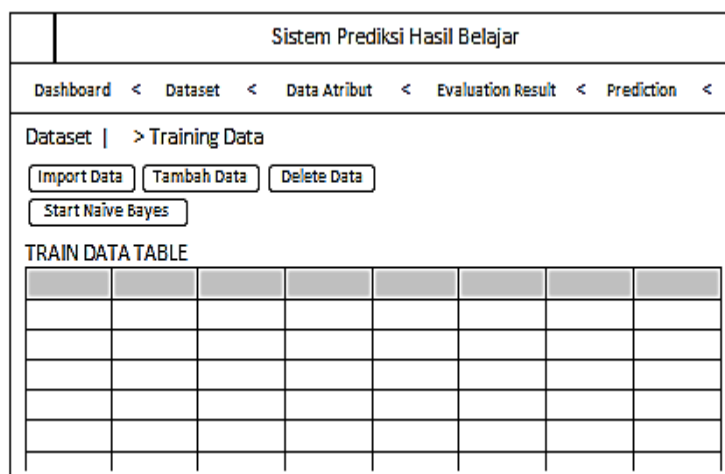 Sistem Prediksi Hasil Belajar
Dashboard < Dataset < Data Atribut < Evaluation Result < Prediction <
Dataset | > Training Data
Import Data Tambah Data Delete Data
Start Naïve Bayes
TRAIN DATA TABLE